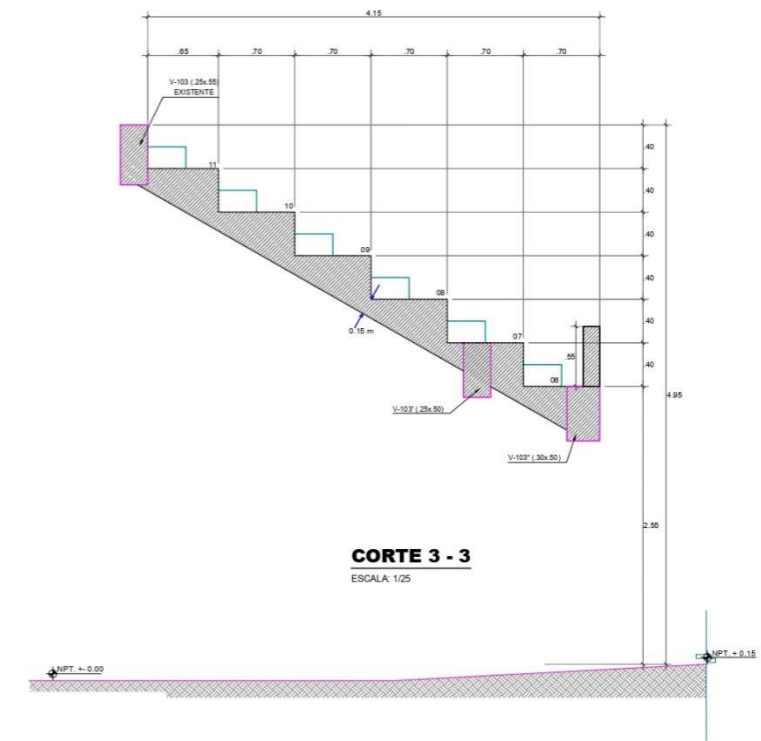 4.15
.65 .70 .70 .70 .70 .70
V-103 (.25x.55)
EXISTENTE
.40
11
.40
10
.40
09
.40
08
0.15 m
.40
07
.55
.40
06
4.95
V-103' (.25x.50)
V-103" (.30x.50)
2.55
CORTE 3 - 3
ESCALA: 1/25
NPT. + 0.15
NPT. +- 0.00